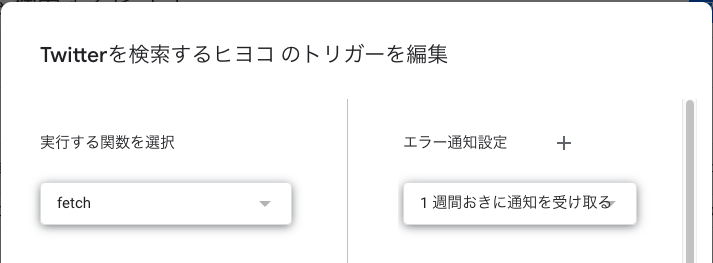 Twitterを検索するヒヨコ のトリガーを編集
実行する関数を選択
fetch
エラー通知設定 +
1 週間おきに通知を受け取る